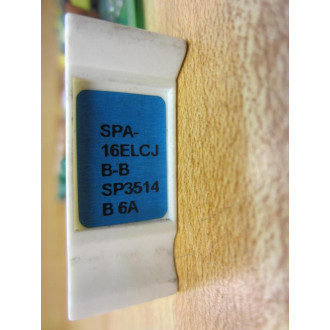 SPA-
16ELCJ
B-B
SP3514
B 6A